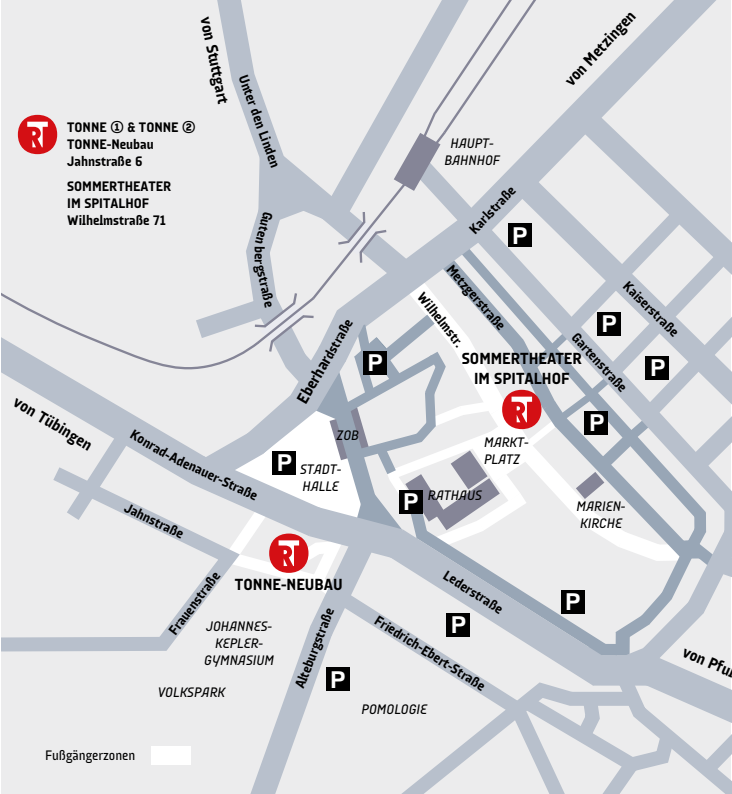 von Stuttgart
Unter den Linden
von Metzingen
RT
TONNE ① & TONNE ②
TONNE-Neubau
Jahnstraße 6
SOMMERTHEATER
IM SPITALHOF
Wilhelmstraße 71
HAUPT-
BAHNHOF
Karlstraße
P
Gutenbergstraße
Metzgerstraße
Wilhelmstr.
Kaiserstraße
P
Gartenstraße
P
Eberhardstraße
P
SOMMERTHEATER
IM SPITALHOF
RT
P
von Tübingen
Konrad-Adenauer-Straße
ZOB
P
STADT-
HALLE
MARKT-
PLATZ
P
RATHAUS
MARIEN-
KIRCHE
Jahnstraße
RT
TONNE-NEUBAU
Frauenstraße
Lederstraße
P
P
JOHANNES-
KEPLER-
GYMNASIUM
Alteburgstraße
Friedrich-Ebert-Straße
von Pfu
P
VOLKSPARK
POMOLOGIE
Fußgängerzonen